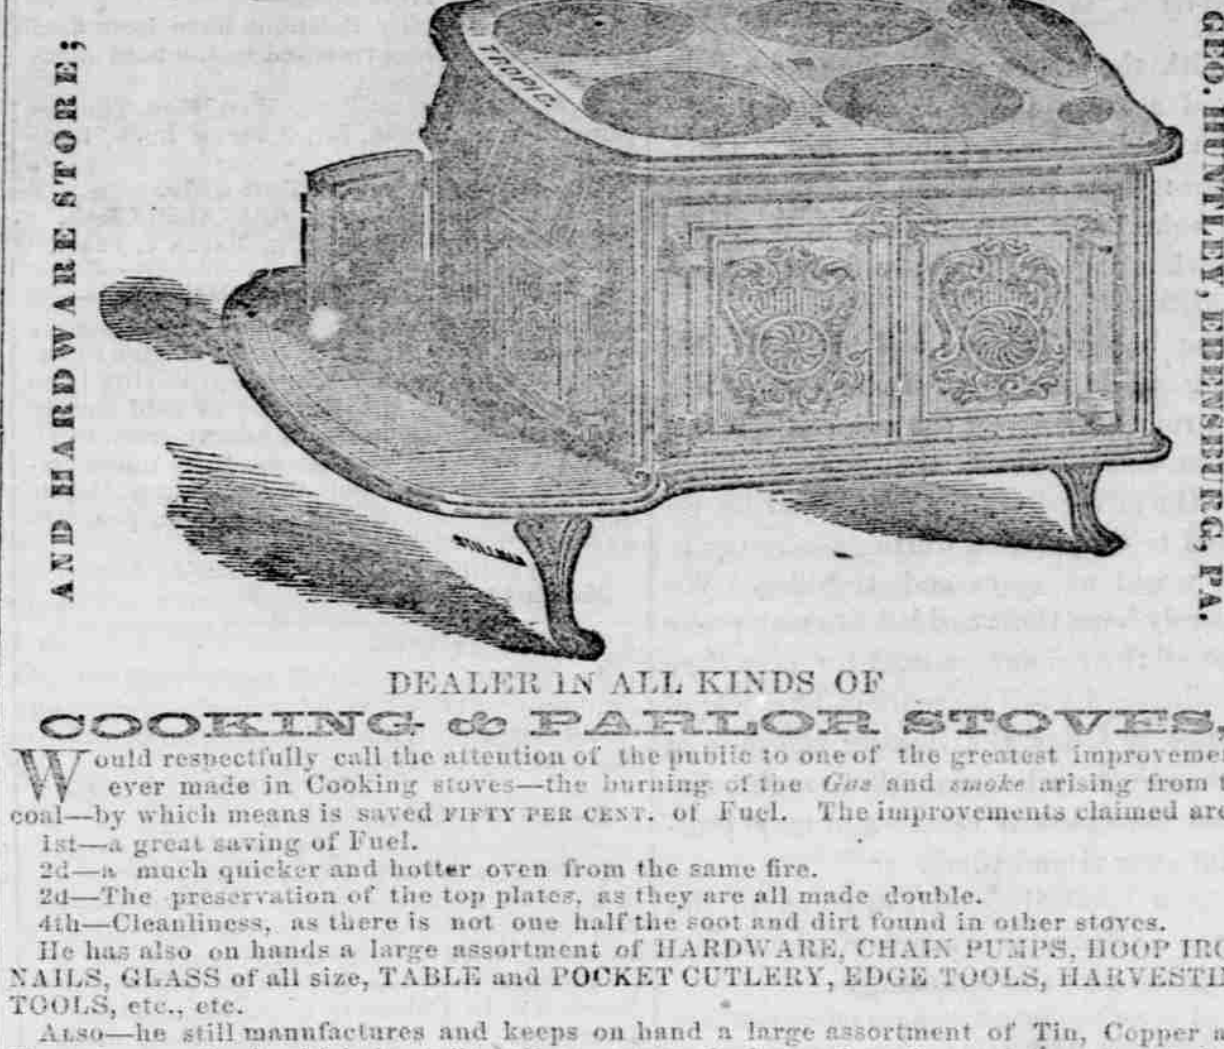 AND HARDWARE STORE;
TROPIC.
GEO. HUNTLEY, EBENSBURG, PA.
DEALER IN ALL KINDS OF
COOKING & PARLOR STOVES,
Would respectfully call the attention of the public to one of the greatest improveme
ever made in Cooking stoves—the burning of the Gas and smoke arising from t
coal—by which means is saved FIFTY PER CENT. of Fuel. The improvements claimed are
1st—a great saving of Fuel.
2d—a much quicker and hotter oven from the same fire.
2d—The preservation of the top plates, as they are all made double.
4th—Cleanliness, as there is not one half the soot and dirt found in other stoves.
He has also on hands a large assortment of HARDWARE, CHAIN PUMPS, HOOP IRO
NAILS, GLASS of all size, TABLE and POCKET CUTLERY, EDGE TOOLS, HARVESTI
TOOLS, etc., etc.
ALSO—he still manufactures and keeps on hand a large assortment of Tin, Copper a